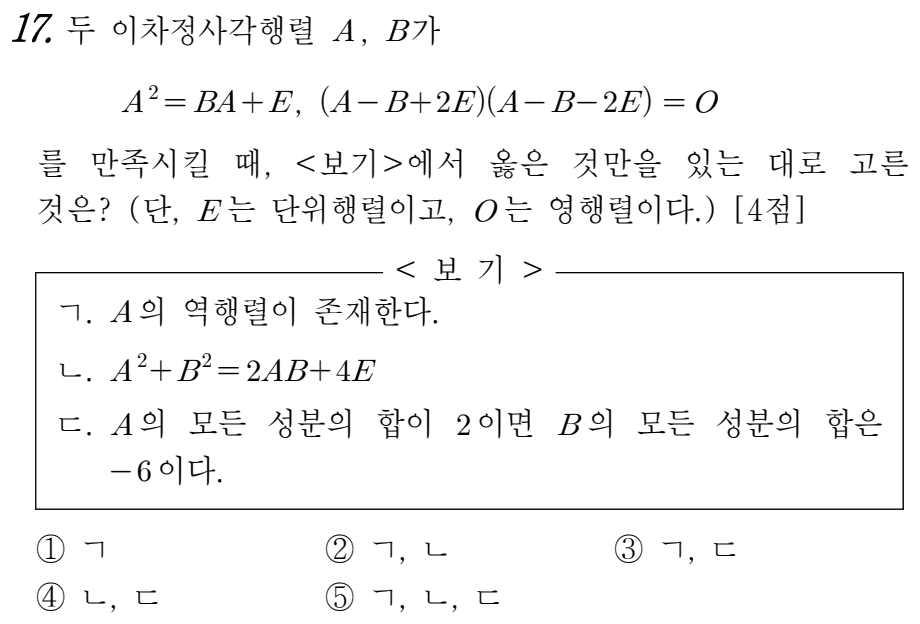 17. 두 이차정사각행렬 A, B가
A² = BA + E, (A − B + 2E)(A − B − 2E) = O
를 만족시킬 때, <보기>에서 옳은 것만을 있는 대로 고른
것은? (단, E는 단위행렬이고, O는 영행렬이다.) [4점]
< 보 기 >
ㄱ. A의 역행렬이 존재한다.
ㄴ. A² + B² = 2AB + 4E
ㄷ. A의 모든 성분의 합이 2이면 B의 모든 성분의 합은
−6이다.
① ㄱ ② ㄱ, ㄴ ③ ㄱ, ㄷ
④ ㄴ, ㄷ ⑤ ㄱ, ㄴ, ㄷ